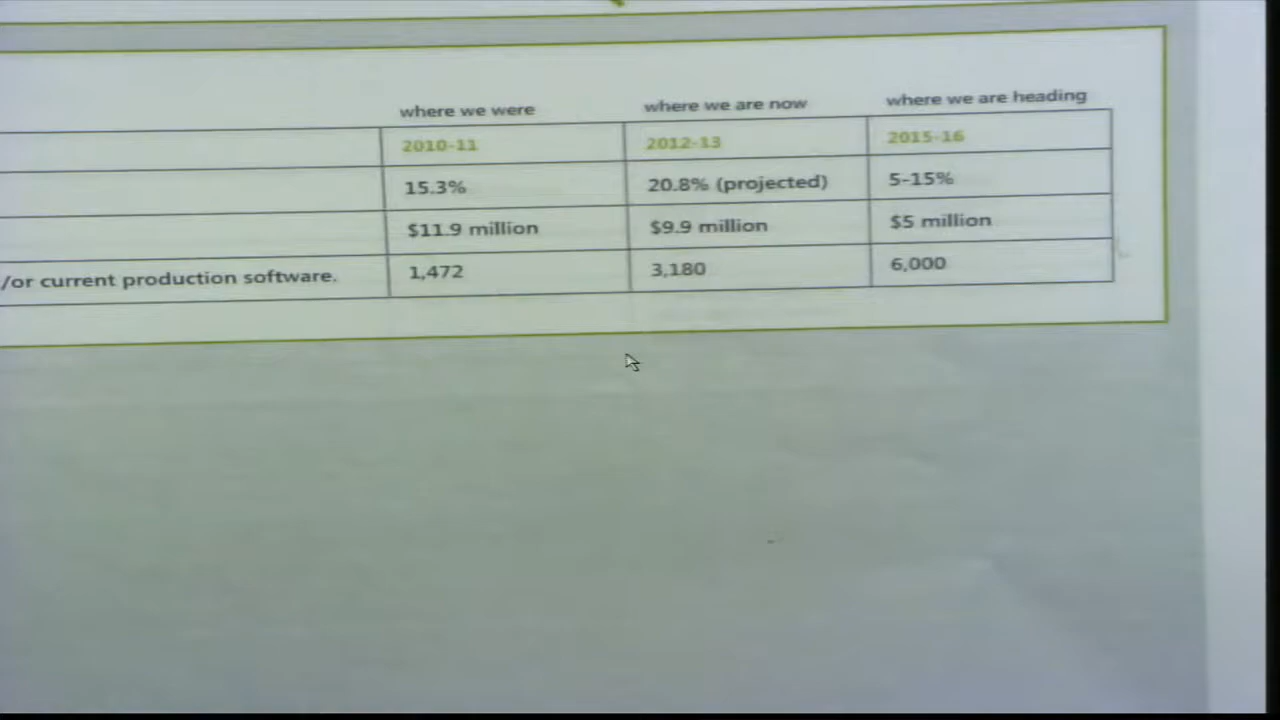 where we were where we are now where we are heading
2010-11 2012-13 2015-16
15.3% 20.8% (projected) 5-15%
$11.9 million $9.9 million $5 million
/or current production software. 1,472 3,180 6,000